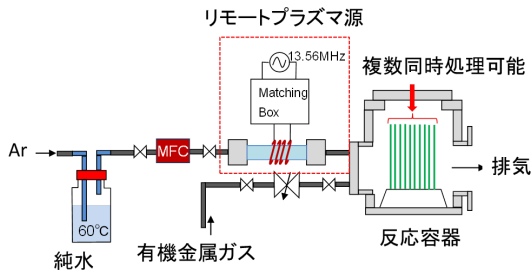 リモートプラズマ源
13.56MHz
Matching
Box
複数同時処理可能
Ar
MFC
排気
60℃
純水
有機金属ガス
反応容器